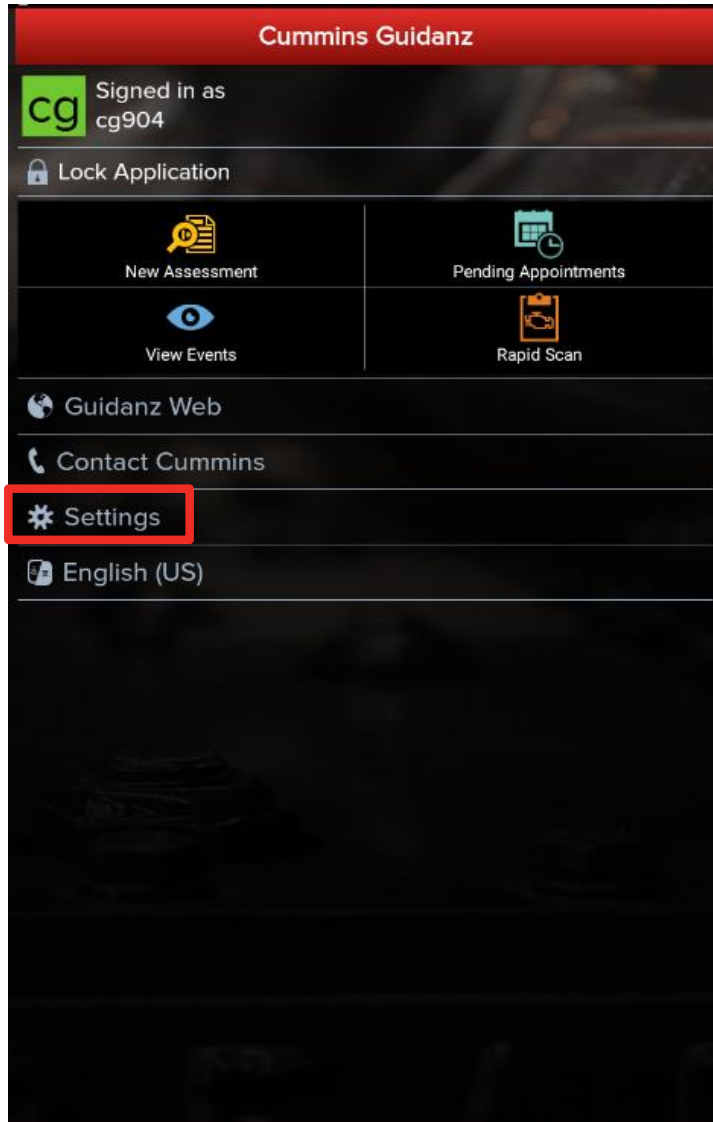 Cummins Guidanz
cg
Signed in as
cg904
Lock Application
New Assessment
Pending Appointments
View Events
Rapid Scan
Guidanz Web
Contact Cummins
Settings
English (US)